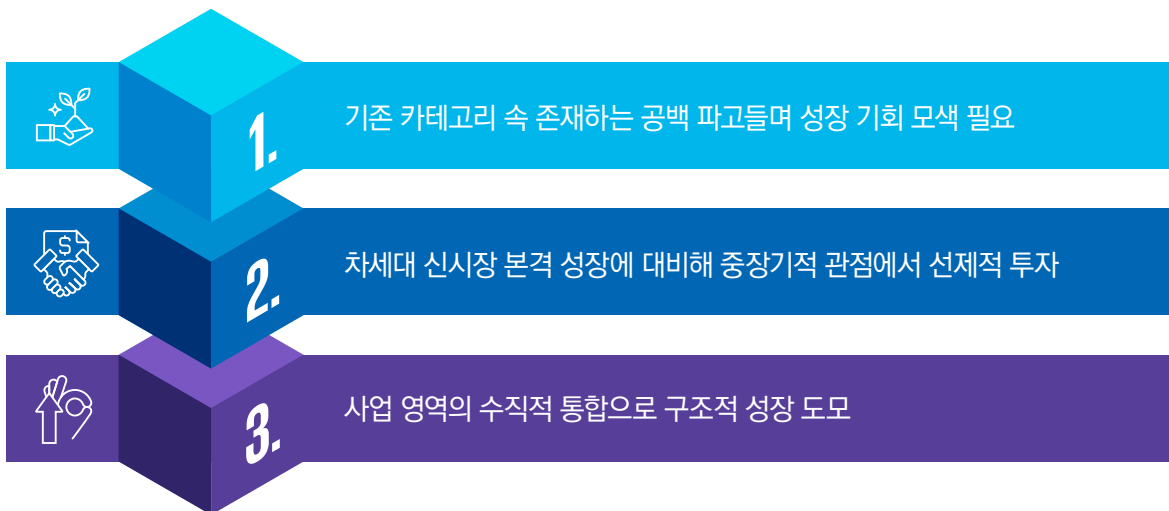 1. 기존 카테고리 속 존재하는 공백 파고들며 성장 기회 모색 필요
$
2. 차세대 신시장 본격 성장에 대비해 중장기적 관점에서 선제적 투자
3. 사업 영역의 수직적 통합으로 구조적 성장 도모